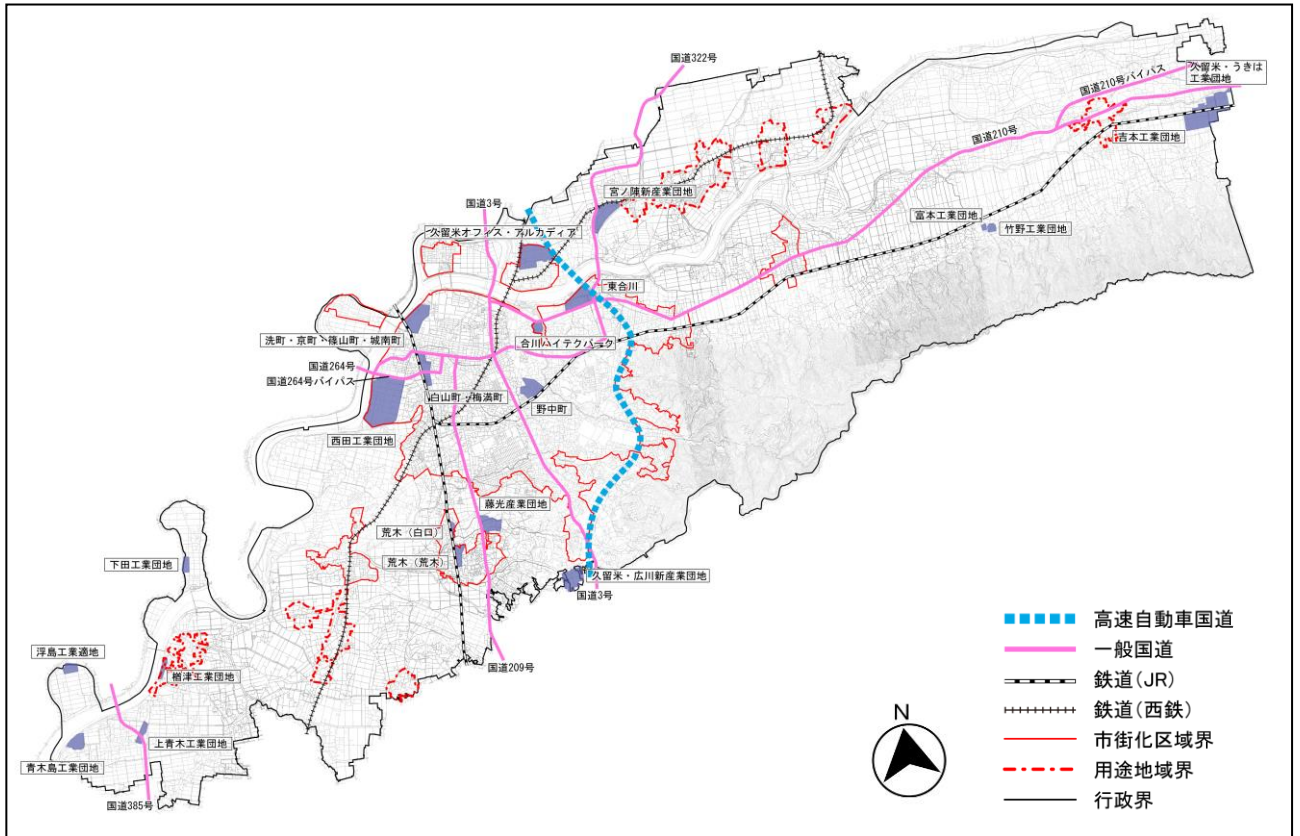 国道322号
国道210号バイパス
久留米・うきは
工業団地
国道210号
吉本工業団地
宮ノ陣新産業団地
国道3号
富本工業団地
竹野工業団地
久留米オフィス・アルカディア
東合川
洗町・京町・篠山町・城南町
合川ハイテクパーク
国道264号
国道264号バイパス
白山町・梅満町
野中町
西田工業団地
藤光産業団地
荒木（白口）
荒木（荒木）
下田工業団地
久留米・広川新産業団地
国道3号
浮島工業適地
楢津工業団地
国道209号
上青木工業団地
青木島工業団地
国道385号
N
高速自動車国道
一般国道
鉄道(JR)
鉄道(西鉄)
市街化区域界
用途地域界
行政界